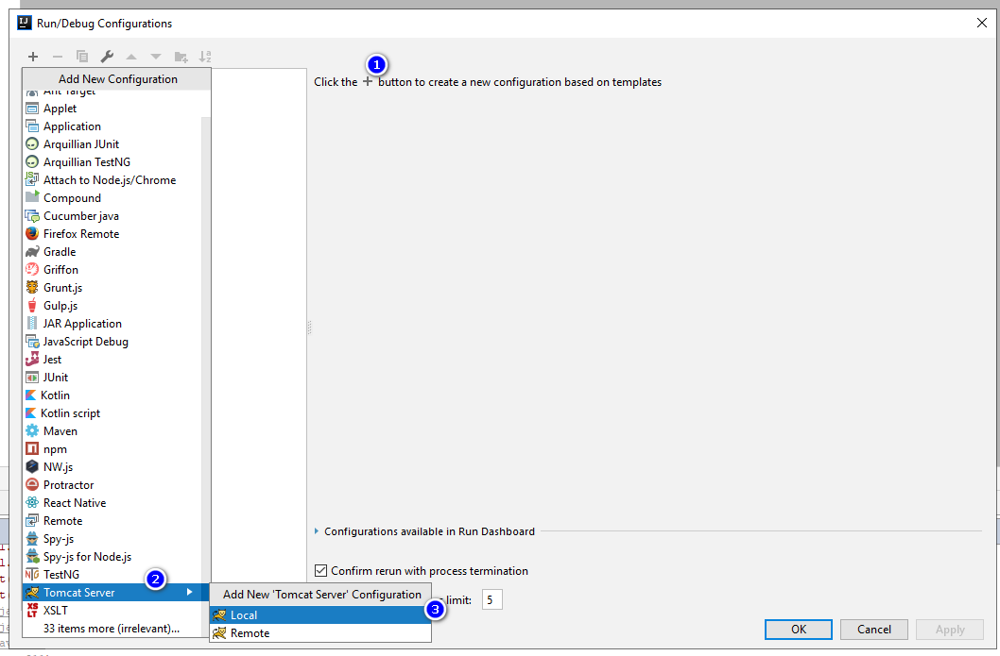 Run/Debug Configurations
Add New Configuration
Ant Target
Applet
Application
Arquillian JUnit
Arquillian TestNG
Attach to Node.js/Chrome
Compound
Cucumber java
Firefox Remote
Gradle
Griffon
Grunt.js
Gulp.js
JAR Application
JavaScript Debug
Jest
JUnit
Kotlin
Kotlin script
Maven
npm
NW.js
Protractor
React Native
Remote
Spy-js
Spy-js for Node.js
TestNG
Tomcat Server
XSLT
33 items more (irrelevant)...
1
Click the + button to create a new configuration based on templates
Configurations available in Run Dashboard
Confirm rerun with process termination
2
Add New 'Tomcat Server' Configuration
limit: 5
3
Local
Remote
OK
Cancel
Apply